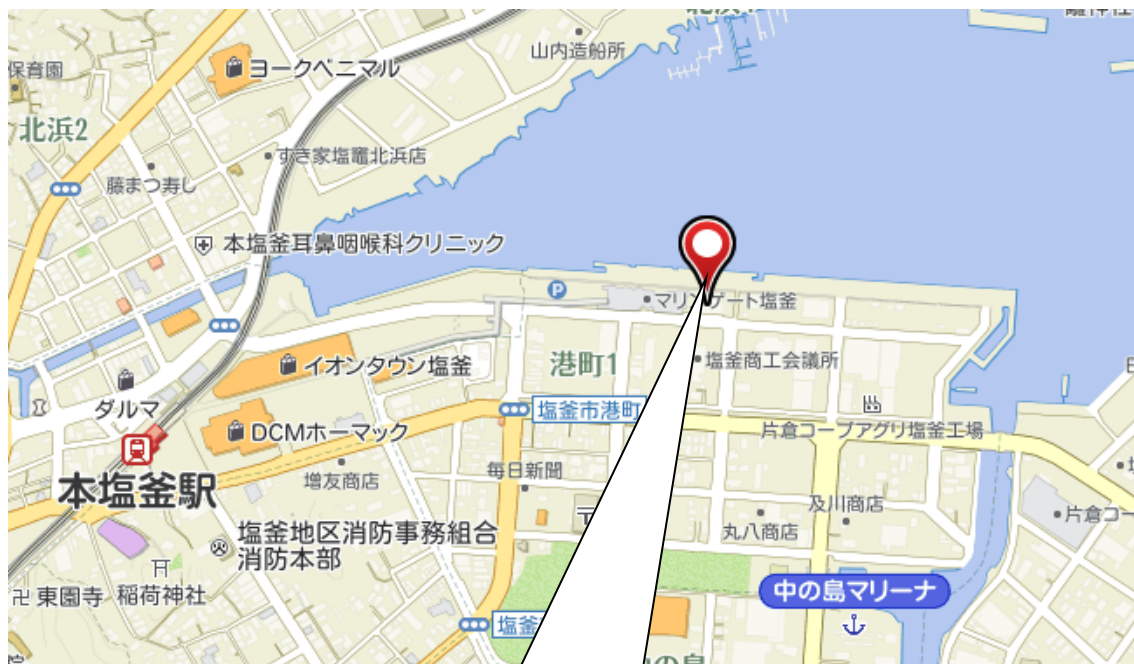 山内造船所
保育園
ヨークベニマル
北浜2
すき家塩竈北浜店
藤まつ寿し
本塩釜耳鼻咽喉科クリニック
P
マリンゲート塩釜
イオンタウン塩釜
港町1
塩釜商工会議所
ダルマ
塩釜市港町
DCMホーマック
片倉コープアグリ塩釜工場
毎日新聞
増友商店
本塩釜駅
及川商店
片倉コー
丸八商店
塩釜地区消防事務組合
消防本部
中の島マリーナ
東園寺
稲荷神社
塩釜
院